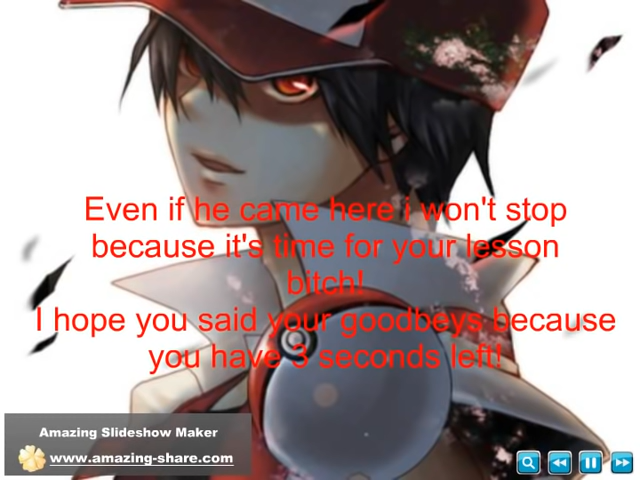 Even if he came here i won't stop
because it's time for your lesson
bitch!
I hope you said your goodbeys because
you have 3 seconds left!
Amazing Slideshow Maker
www.amazing-share.com